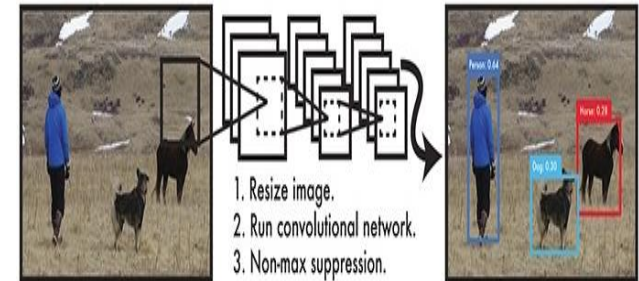 1. Resize image.
2. Run convolutional network.
3. Non-max suppression.
Person: 0.64
Horse: 0.28
Dog: 0.30